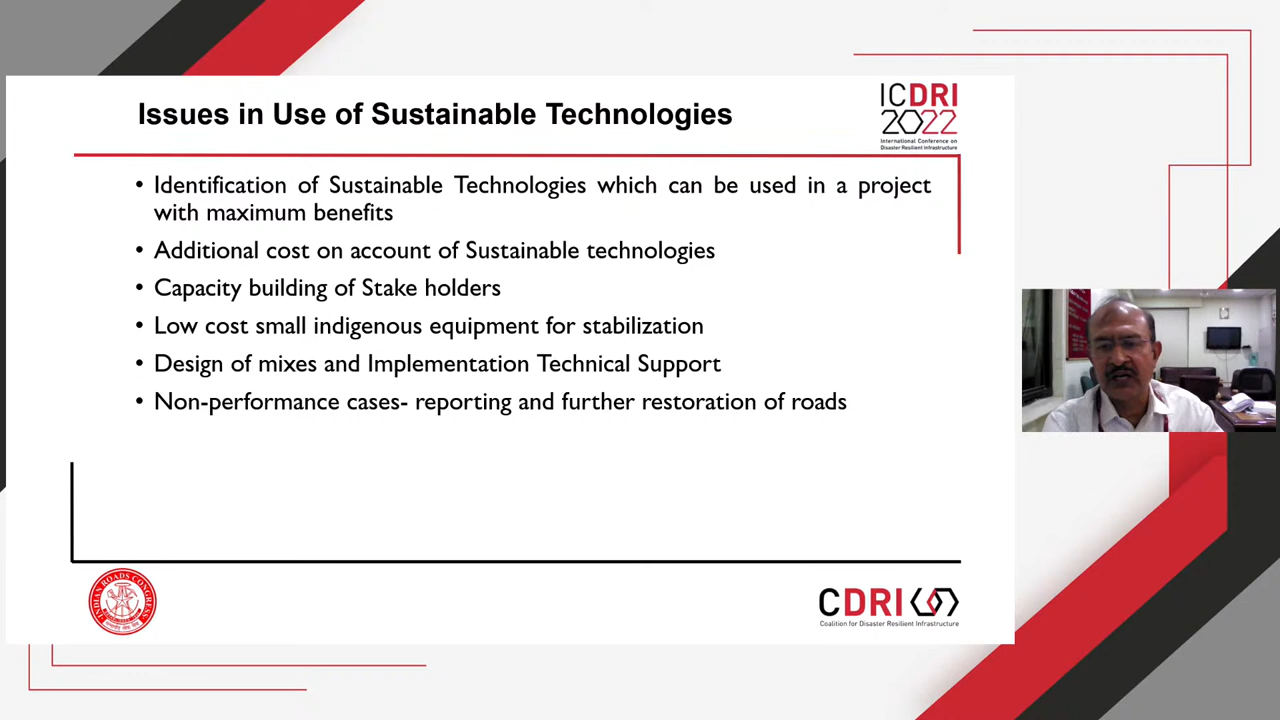 Issues in Use of Sustainable Technologies
ICDRI
2022
International Conference on
Disaster Resilient Infrastructure
• Identification of Sustainable Technologies which can be used in a project
with maximum benefits
• Additional cost on account of Sustainable technologies
• Capacity building of Stake holders
• Low cost small indigenous equipment for stabilization
• Design of mixes and Implementation Technical Support
• Non-performance cases- reporting and further restoration of roads
INDIAN ROADS CONGRESS
CDRI
Coalition for Disaster Resilient Infrastructure